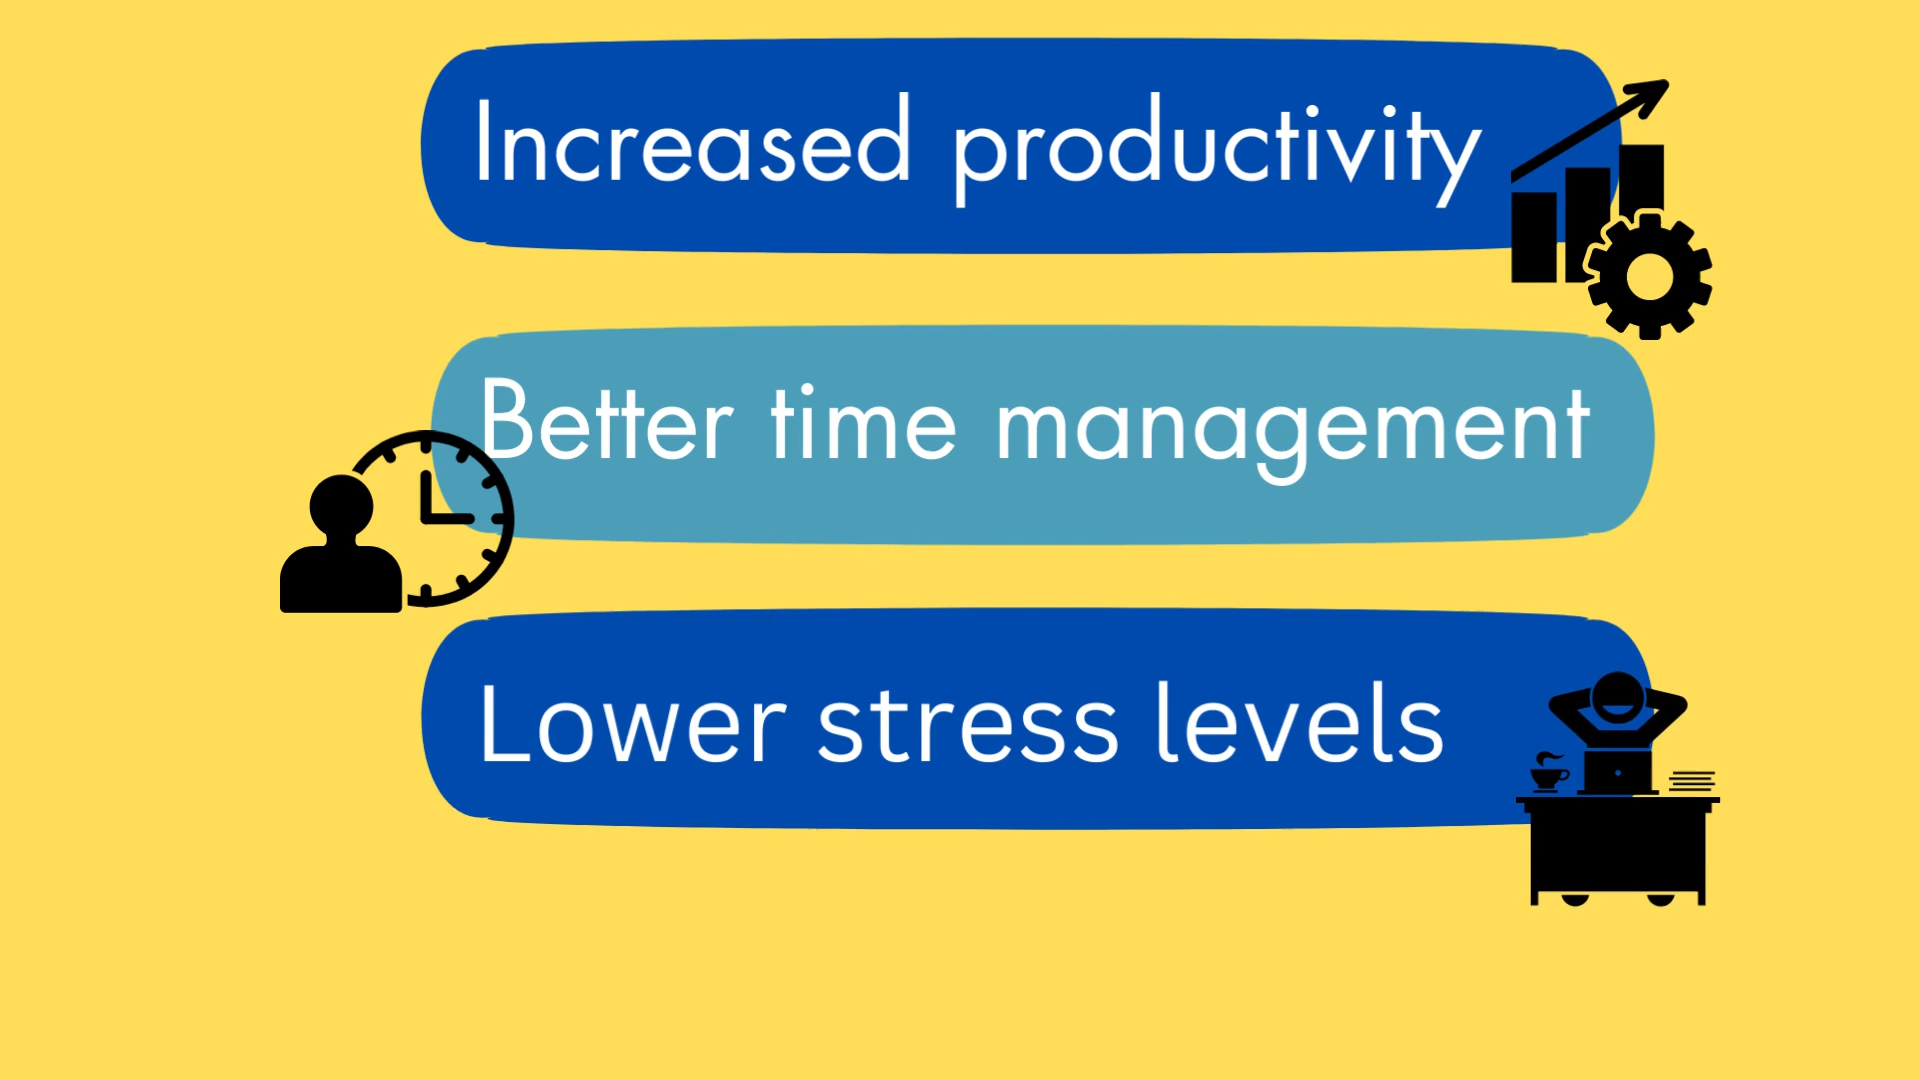 Increased productivity
Better time management
Lower stress levels